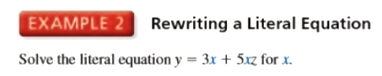 EXAMPLE 2 Rewriting a Literal Equation
Solve the literal equation y = 3x + 5xz for x.